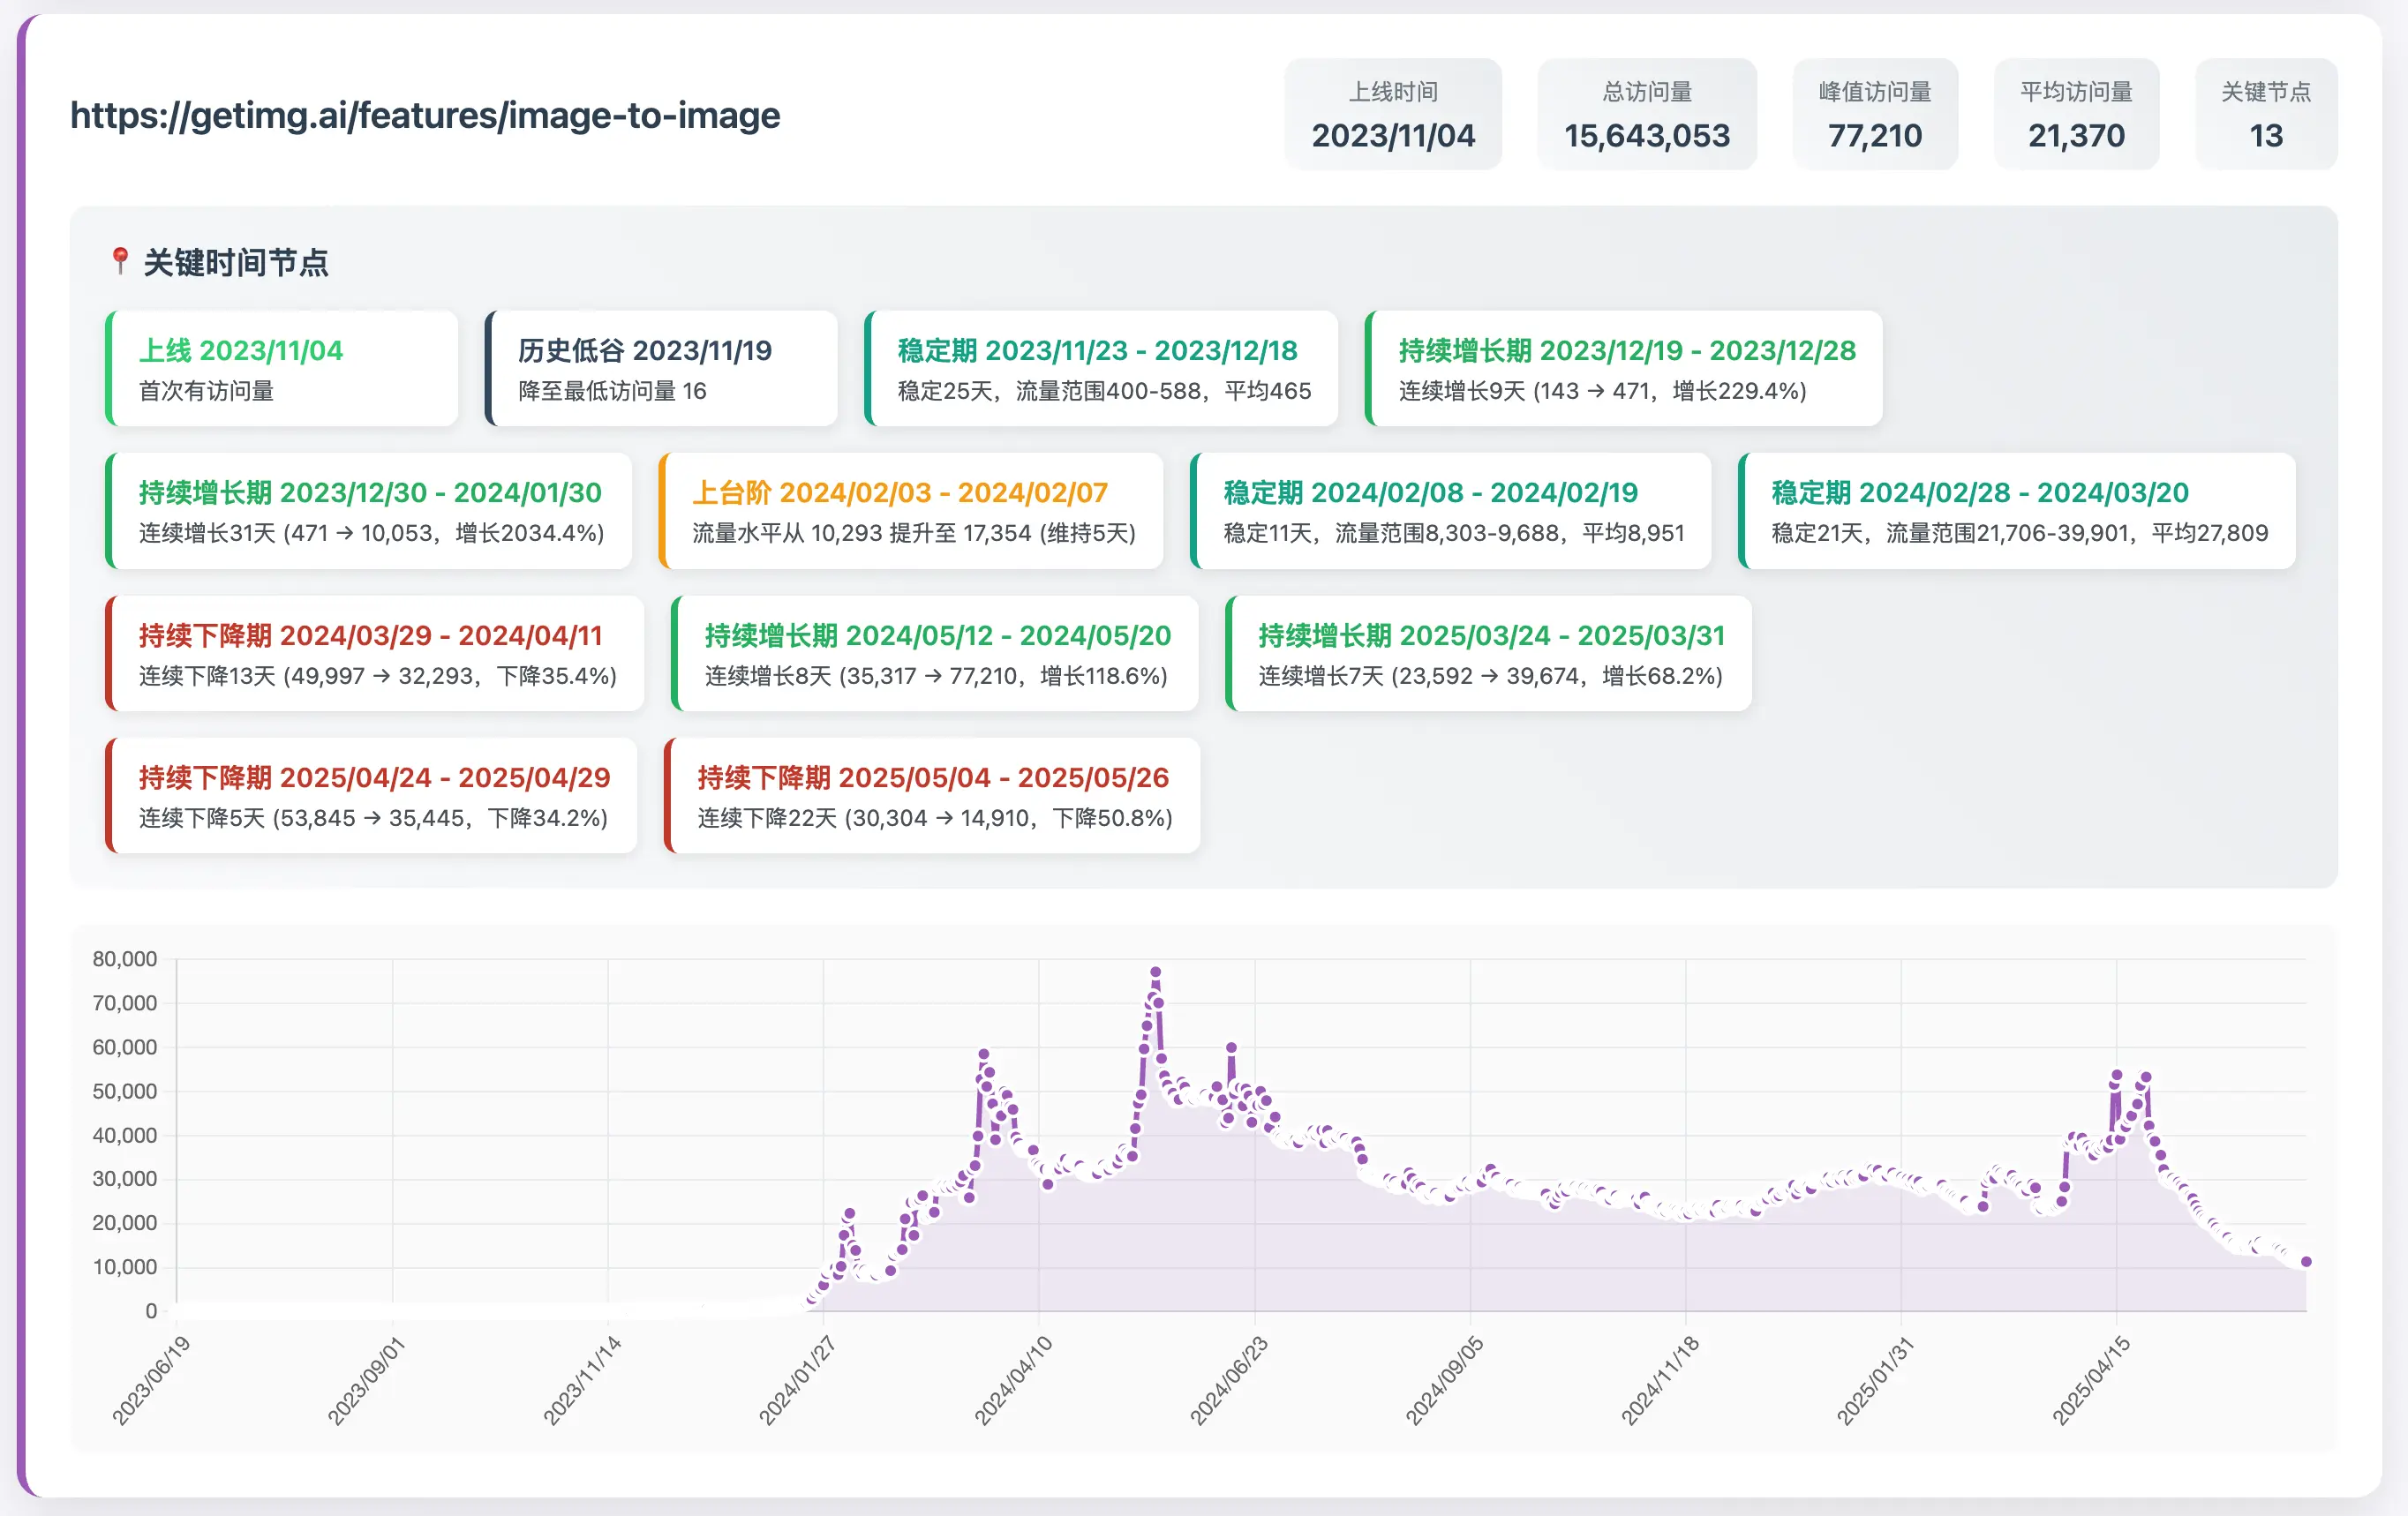 https://getimg.ai/features/image-to-image
上线时间
2023/11/04
总访问量
15,643,053
峰值访问量
77,210
平均访问量
21,370
关键节点
13
📍 关键时间节点
上线 2023/11/04
首次有访问量
历史低谷 2023/11/19
降至最低访问量 16
稳定期 2023/11/23 - 2023/12/18
稳定25天，流量范围400-588，平均465
持续增长期 2023/12/19 - 2023/12/28
连续增长9天 (143 → 471，增长229.4%)
持续增长期 2023/12/30 - 2024/01/30
连续增长31天 (471 → 10,053，增长2034.4%)
上台阶 2024/02/03 - 2024/02/07
流量水平从 10,293 提升至 17,354 (维持5天)
稳定期 2024/02/08 - 2024/02/19
稳定11天，流量范围8,303-9,688，平均8,951
稳定期 2024/02/28 - 2024/03/20
稳定21天，流量范围21,706-39,901，平均27,809
持续下降期 2024/03/29 - 2024/04/11
连续下降13天 (49,997 → 32,293，下降35.4%)
持续增长期 2024/05/12 - 2024/05/20
连续增长8天 (35,317 → 77,210，增长118.6%)
持续增长期 2025/03/24 - 2025/03/31
连续增长7天 (23,592 → 39,674，增长68.2%)
持续下降期 2025/04/24 - 2025/04/29
连续下降5天 (53,845 → 35,445，下降34.2%)
持续下降期 2025/05/04 - 2025/05/26
连续下降22天 (30,304 → 14,910，下降50.8%)
80,000
70,000
60,000
50,000
40,000
30,000
20,000
10,000
0
2023/06/19
2023/09/01
2023/11/14
2024/01/27
2024/04/10
2024/06/23
2024/09/05
2024/11/18
2025/01/31
2025/04/15